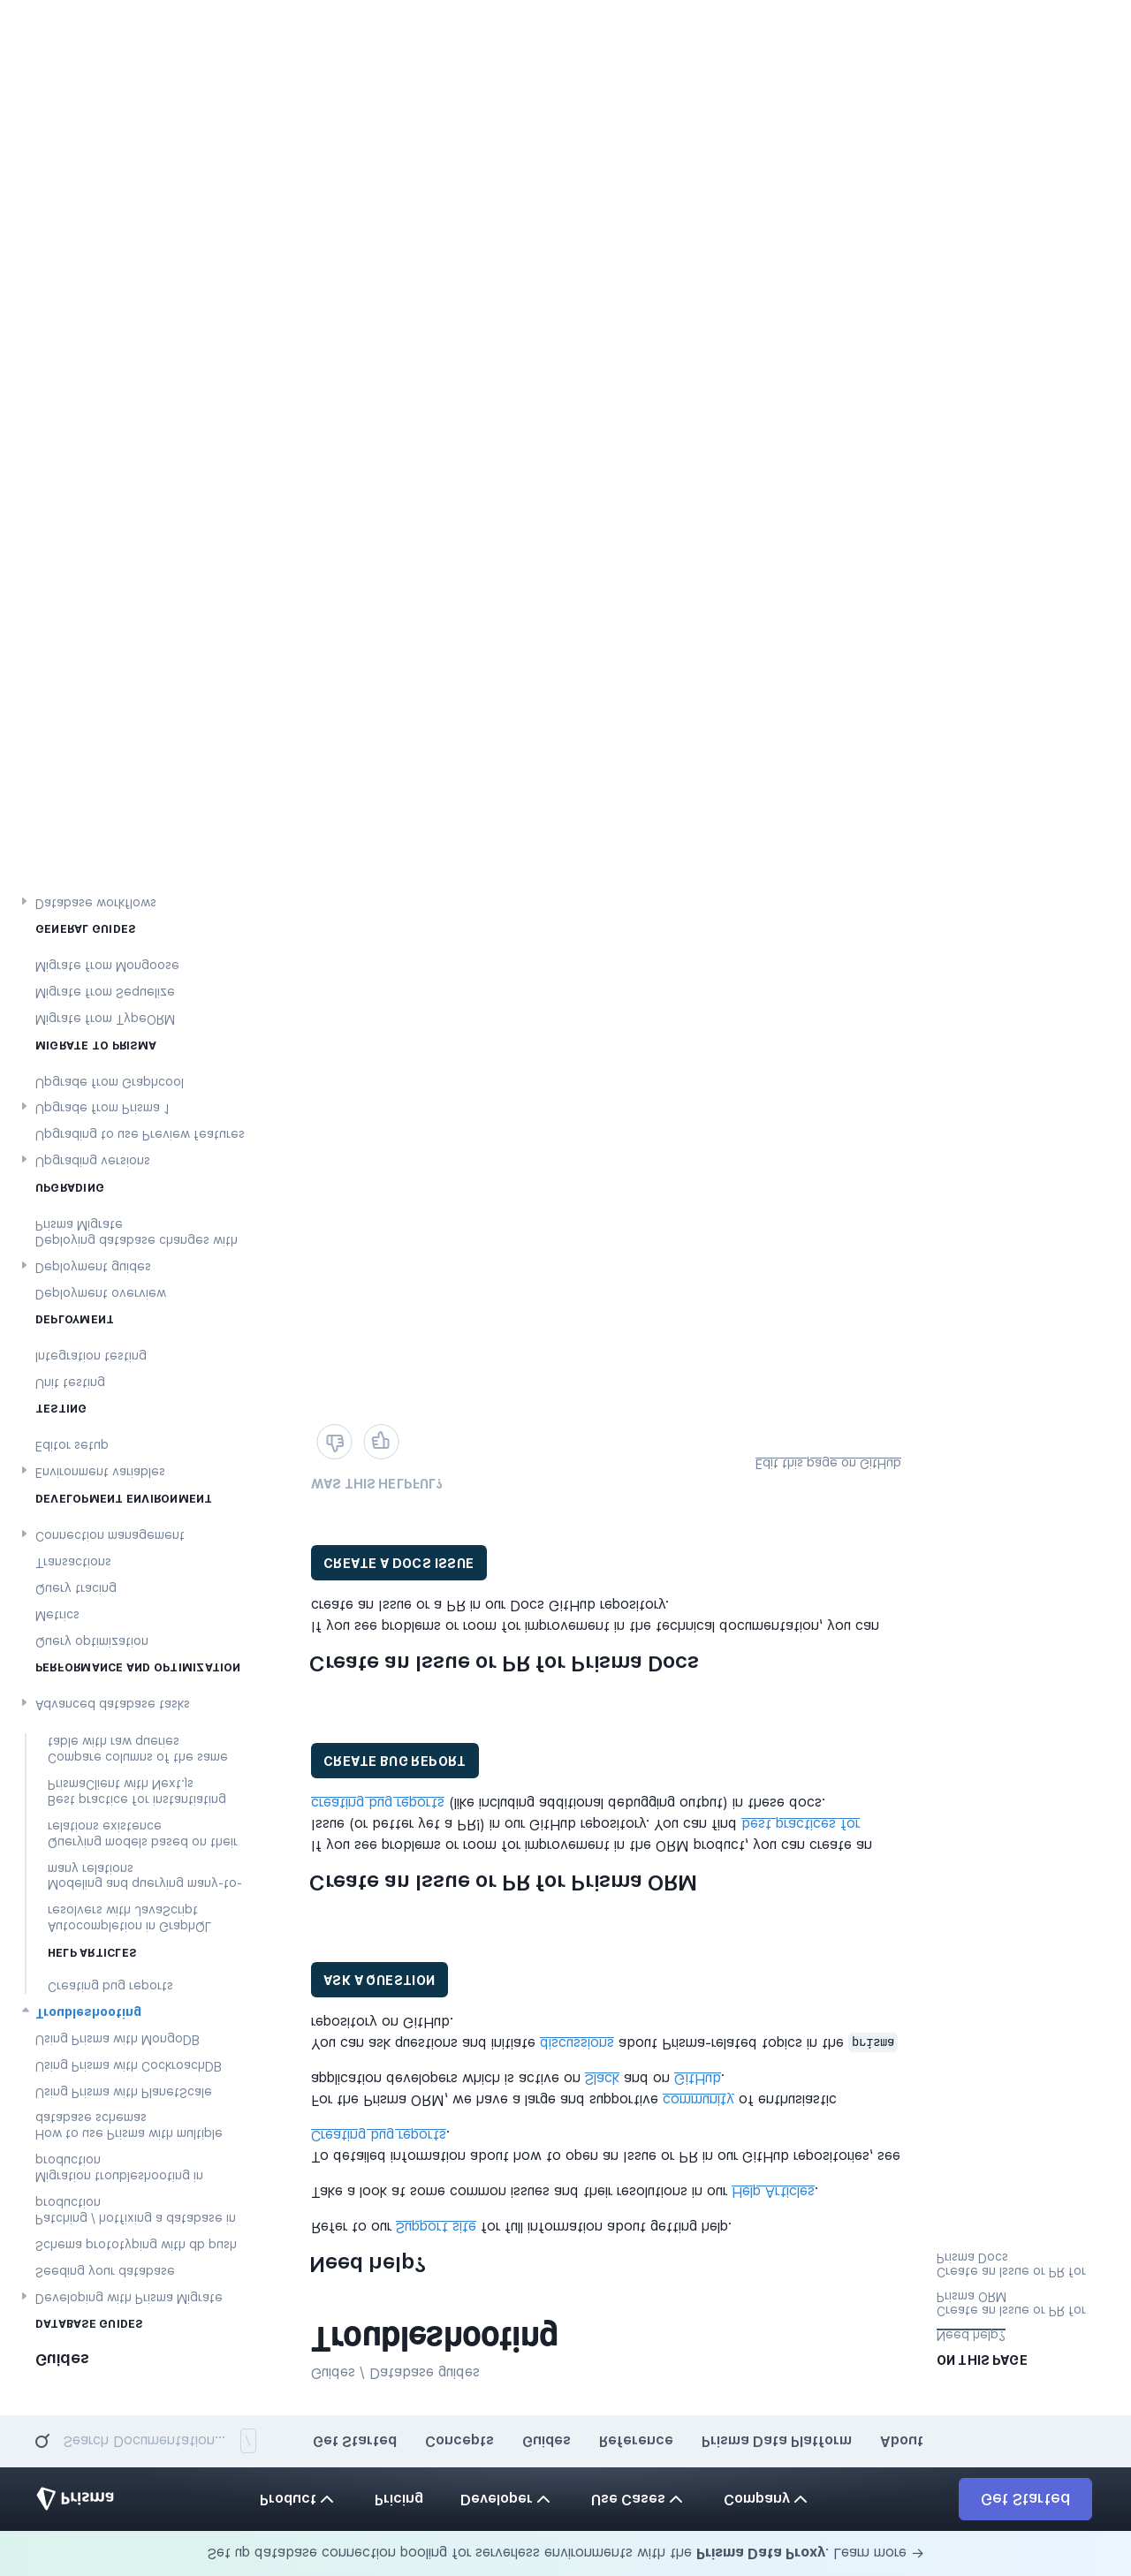 Set up database connection pooling for serverless environments with the Prisma Data Proxy. Learn more →
Prisma
Product
Pricing
Developer
Use Cases
Company
Get Started
Search Documentation... /
Get Started
Concepts
Guides
Reference
Prisma Data Platform
About
Guides
DATABASE GUIDES
Developing with Prisma Migrate
Seeding your database
Schema prototyping with db push
Patching / hotfixing a database in
production
Migration troubleshooting in
production
How to use Prisma with multiple
database schemas
Using Prisma with PlanetScale
Using Prisma with CockroachDB
Using Prisma with MongoDB
Troubleshooting
Creating bug reports
HELP ARTICLES
Autocompletion in GraphQL
resolvers with JavaScript
Modeling and querying many-to-
many relations
Querying models based on their
relations existence
Best practice for instantiating
PrismaClient with Next.js
Compare columns of the same
table with raw queries
Advanced database tasks
PERFORMANCE AND OPTIMIZATION
Query optimization
Metrics
Query tracing
Transactions
Connection management
DEVELOPMENT ENVIRONMENT
Environment variables
Editor setup
TESTING
Unit testing
Integration testing
DEPLOYMENT
Deployment overview
Deployment guides
Deploying database changes with
Prisma Migrate
UPGRADING
Upgrading versions
Upgrading to use Preview features
Upgrade from Prisma 1
Upgrade from Graphcool
MIGRATE TO PRISMA
Migrate from TypeORM
Migrate from Sequelize
Migrate from Mongoose
GENERAL GUIDES
Database workflows
Guides / Database guides
Troubleshooting
Need help?
Refer to our Support site for full information about getting help.
Take a look at some common issues and their resolutions in our Help Articles.
To detailed information about how to open an Issue or PR in our GitHub repositories, see
Creating bug reports.
For the Prisma ORM, we have a large and supportive community of enthusiastic
application developers which is active on Slack and on GitHub.
You can ask questions and initiate discussions about Prisma-related topics in the prisma
repository on GitHub.
ASK A QUESTION
Create an Issue or PR for Prisma ORM
If you see problems or room for improvement in the ORM product, you can create an
Issue (or better yet a PR!) in our GitHub repository. You can find best practices for
creating bug reports (like including additional debugging output) in these docs.
CREATE BUG REPORT
Create an Issue or PR for Prisma Docs
If you see problems or room for improvement in the technical documentation, you can
create an Issue or a PR in our Docs GitHub repository.
CREATE A DOCS ISSUE
WAS THIS HELPFUL?
Edit this page on GitHub
ON THIS PAGE
Need help?
Create an Issue or PR for
Prisma ORM
Create an Issue or PR for
Prisma Docs